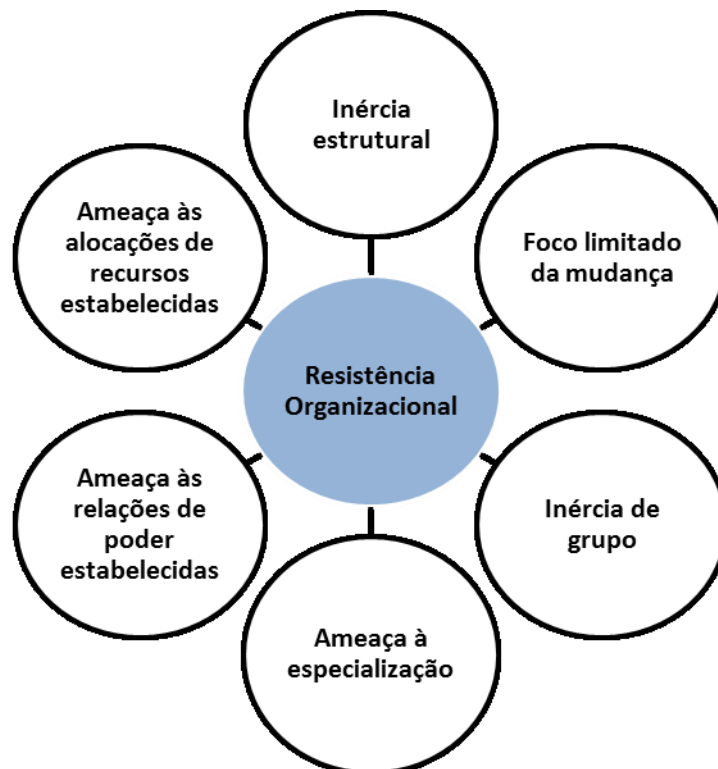 Inércia
estrutural
Foco limitado
da mudança
Inércia de
grupo
Ameaça à
especialização
Ameaça às
relações de
poder
estabelecidas
Ameaça às
alocações de
recursos
estabelecidas
Resistência
Organizacional